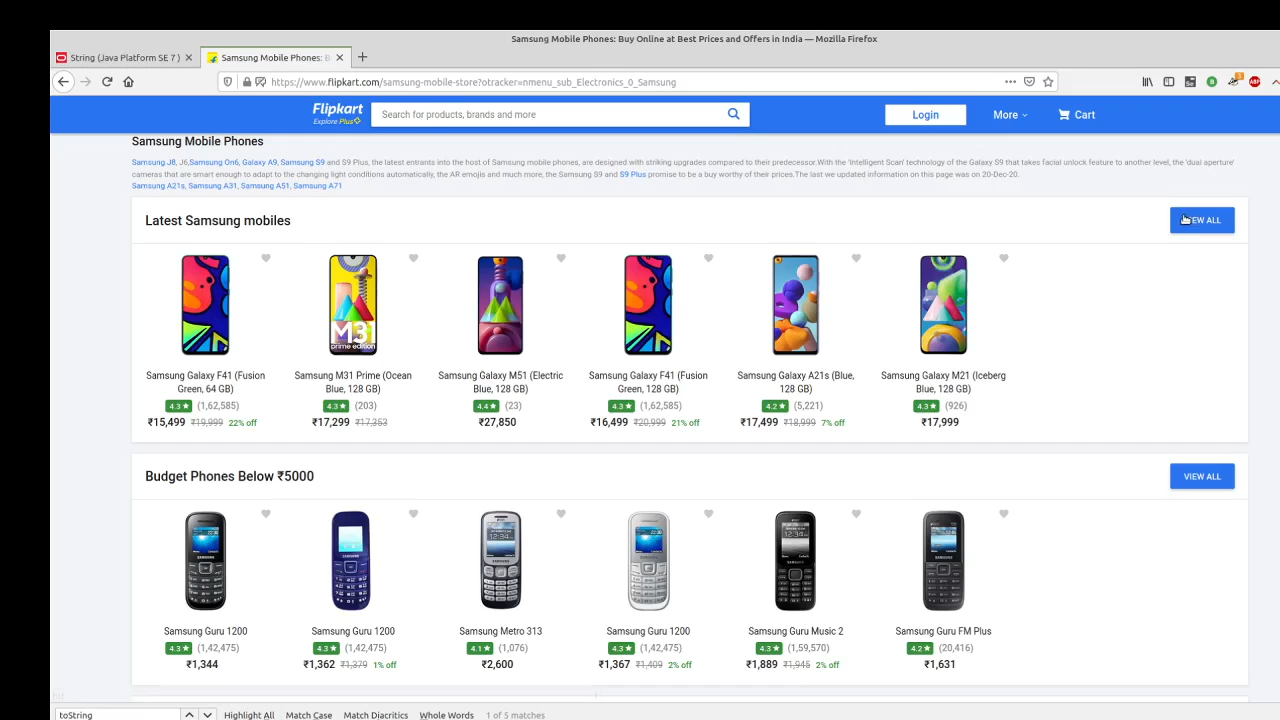 Samsung Mobile Phones: Buy Online at Best Prices and Offers in India — Mozilla Firefox
String (Java Platform SE 7 )
Samsung Mobile Phones: B
https://www.flipkart.com/samsung-mobile-store?otracker=nmenu_sub_Electronics_0_Samsung
Flipkart
Explore Plus
Search for products, brands and more
Login
More
Cart
Samsung Mobile Phones
Samsung J8, J6,Samsung On6, Galaxy A9, Samsung S9 and S9 Plus, the latest entrants into the host of Samsung mobile phones, are designed with striking upgrades compared to their predecessor.With the 'Intelligent Scan' technology of the Galaxy S9 that takes facial unlock feature to another level, the 'dual aperture'
cameras that are smart enough to adapt to the changing light conditions automatically, the AR emojis and much more, the Samsung S9 and S9 Plus promise to be a buy worthy of their prices.The last we updated information on this page was on 20-Dec-20.
Samsung A21s, Samsung A31, Samsung A51, Samsung A71
Latest Samsung mobiles
EW ALL
M31
prime edition
Samsung Galaxy F41 (Fusion
Green, 64 GB)
4.3★ (1,62,585)
₹15,499 ₹19,999 22% off
Samsung M31 Prime (Ocean
Blue, 128 GB)
4.3★ (203)
₹17,299 ₹17,353
Samsung Galaxy M51 (Electric
Blue, 128 GB)
4.4★ (23)
₹27,850
Samsung Galaxy F41 (Fusion
Green, 128 GB)
4.3★ (1,62,585)
₹16,499 ₹20,999 21% off
Samsung Galaxy A21s (Blue,
128 GB)
4.2★ (5,221)
₹17,499 ₹18,999 7% off
Samsung Galaxy M21 (Iceberg
Blue, 128 GB)
4.3★ (926)
₹17,999
Budget Phones Below ₹5000
VIEW ALL
Samsung Guru 1200
4.3★ (1,42,475)
₹1,344
Samsung Guru 1200
4.3★ (1,42,475)
₹1,362 ₹1,379 1% off
Samsung Metro 313
4.1★ (1,076)
₹2,600
Samsung Guru 1200
4.3★ (1,42,475)
₹1,367 ₹1,409 2% off
Samsung Guru Music 2
4.3★ (1,59,570)
₹1,889 ₹1,945 2% off
Samsung Guru FM Plus
4.2★ (20,416)
₹1,631
toString
Highlight All
Match Case
Match Diacritics
Whole Words
1 of 5 matches